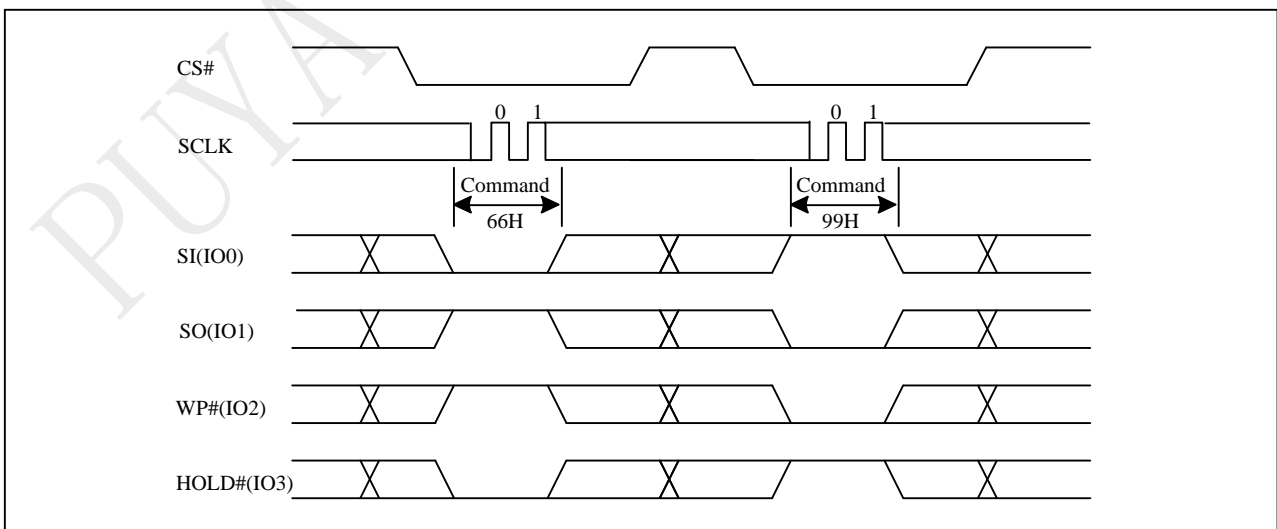 PUYA
CS#
0 1 0 1
SCLK
Command Command
66H 99H
SI(IO0)
SO(IO1)
WP#(IO2)
HOLD#(IO3)